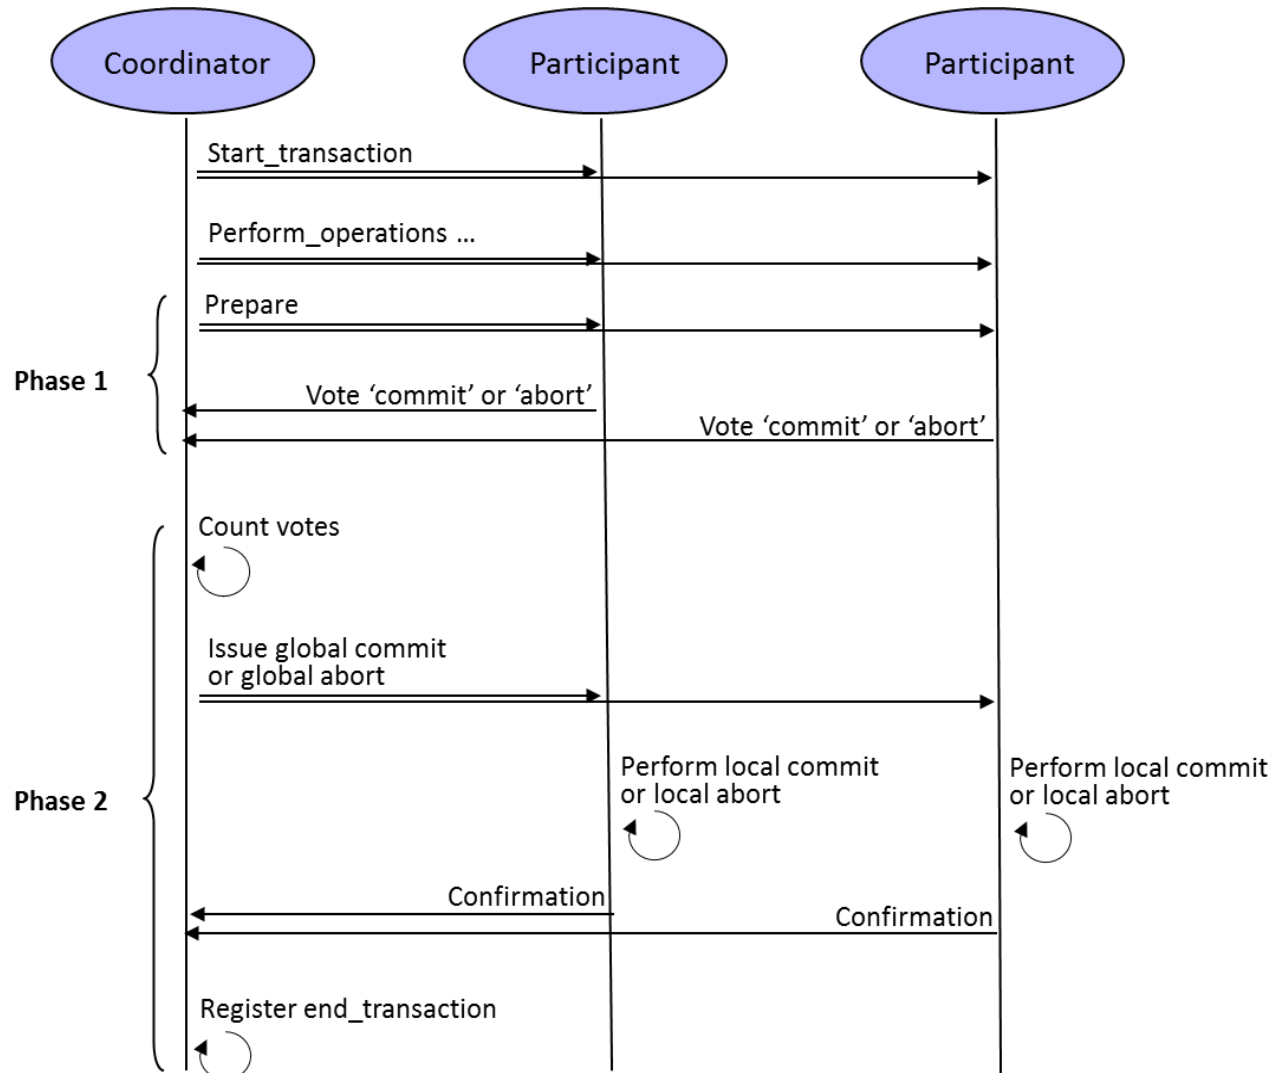 Coordinator
Participant
Participant
Start_transaction
Perform_operations ...
Prepare
Phase 1
Vote ‘commit’ or ‘abort’
Vote ‘commit’ or ‘abort’
Count votes
Issue global commit
or global abort
Perform local commit
or local abort
Perform local commit
or local abort
Phase 2
Confirmation
Confirmation
Register end_transaction